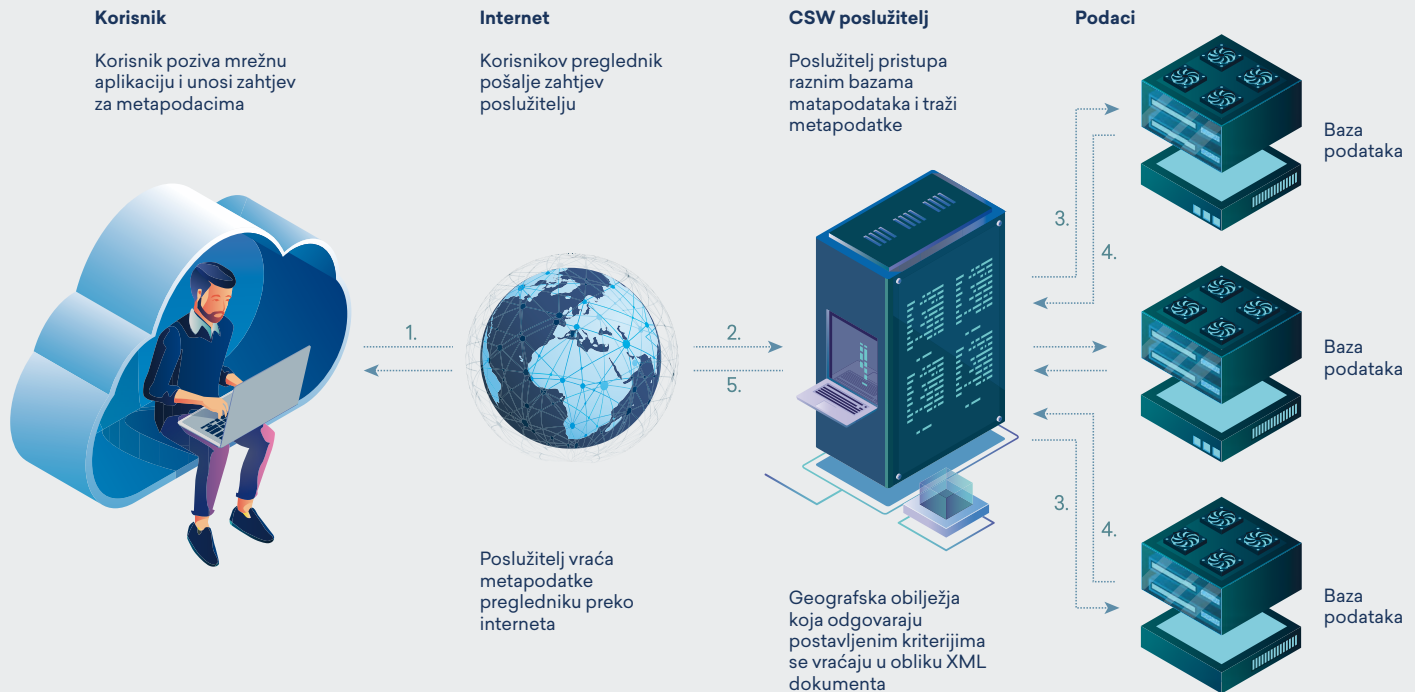 Korisnik
Korisnik poziva mrežnu
aplikaciju i unosi zahtjev
za metapodacima
Internet
Korisnikov preglednik
pošalje zahtjev
poslužitelju
CSW poslužitelj
Poslužitelj pristupa
raznim bazama
matapodataka i traži
metapodatke
Podaci
Baza
podataka
3.
4.
1.
2.
5.
Baza
podataka
3.
4.
Baza
podataka
Poslužitelj vraća
metapodatke
pregledniku preko
interneta
Geografska obilježja
koja odgovaraju
postavljenim kriterijima
se vraćaju u obliku XML
dokumenta